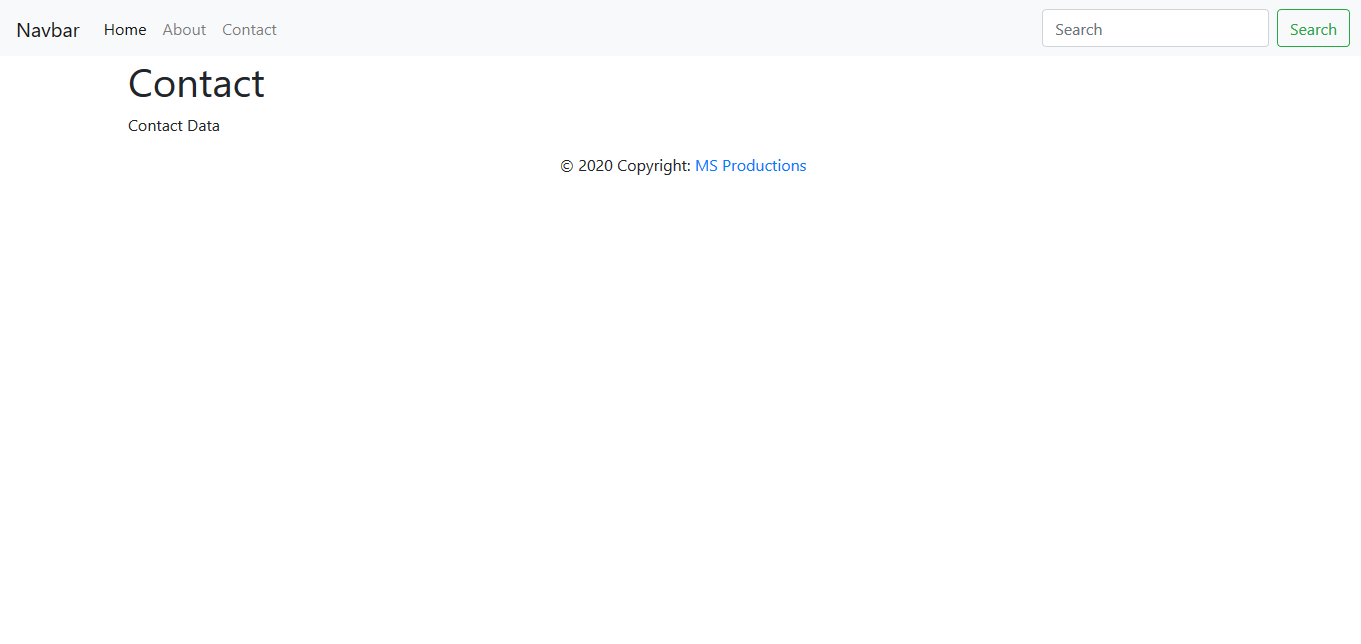 Navbar Home About Contact Search Search
Contact
Contact Data
© 2020 Copyright: MS Productions